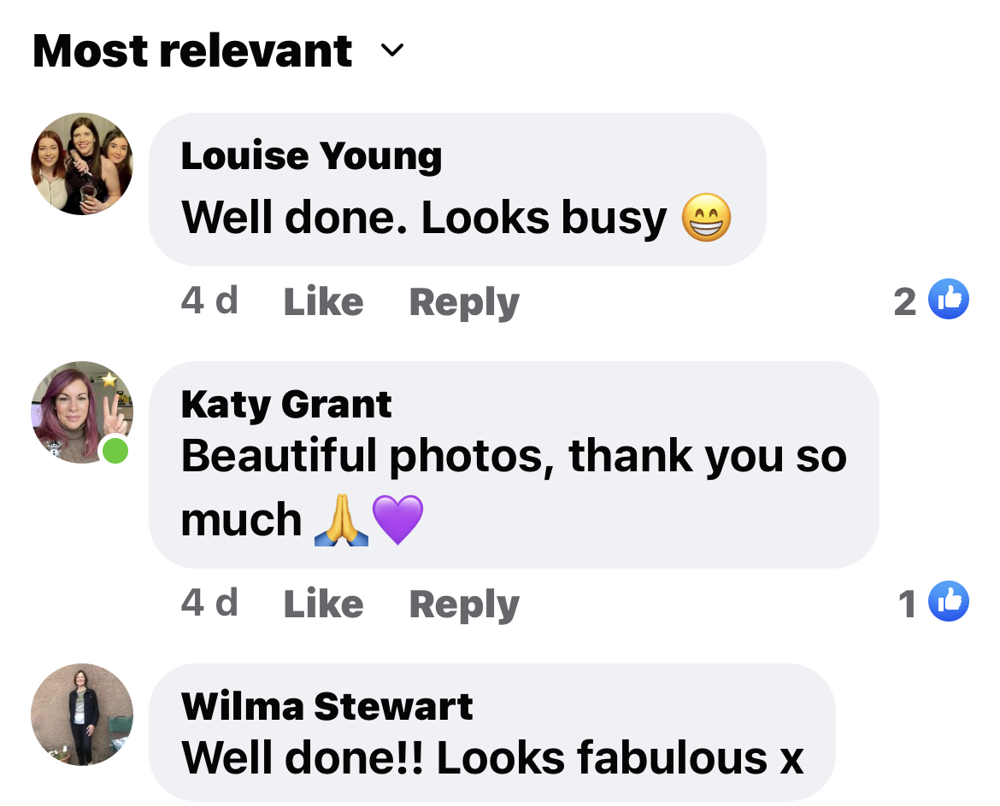 Most relevant
Louise Young
Well done. Looks busy 😁
4 d Like Reply 2
Katy Grant
Beautiful photos, thank you so
much 🙏💜
4 d Like Reply 1
Wilma Stewart
Well done!! Looks fabulous x